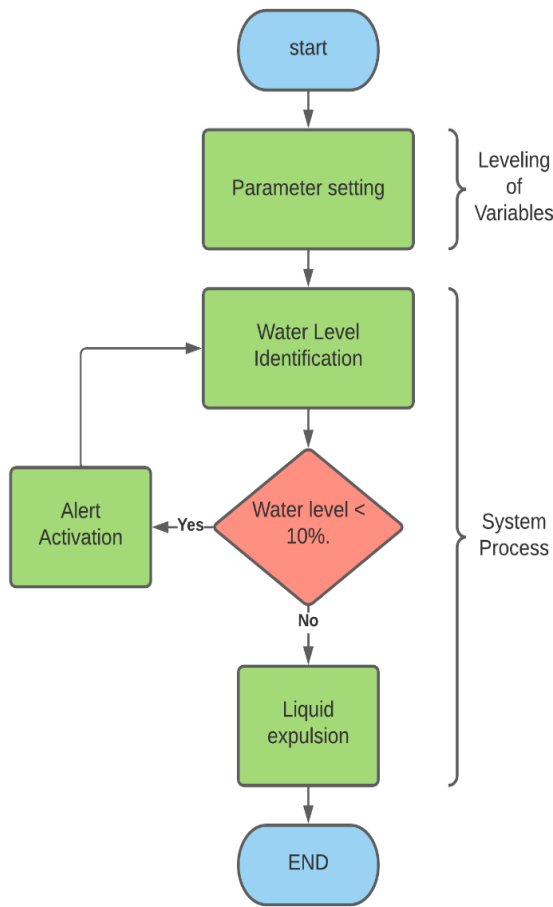 start
Parameter setting
Leveling
of
Variables
Water Level
Identification
Water level <
10%.
Yes
Alert
Activation
System
Process
No
Liquid
expulsion
END